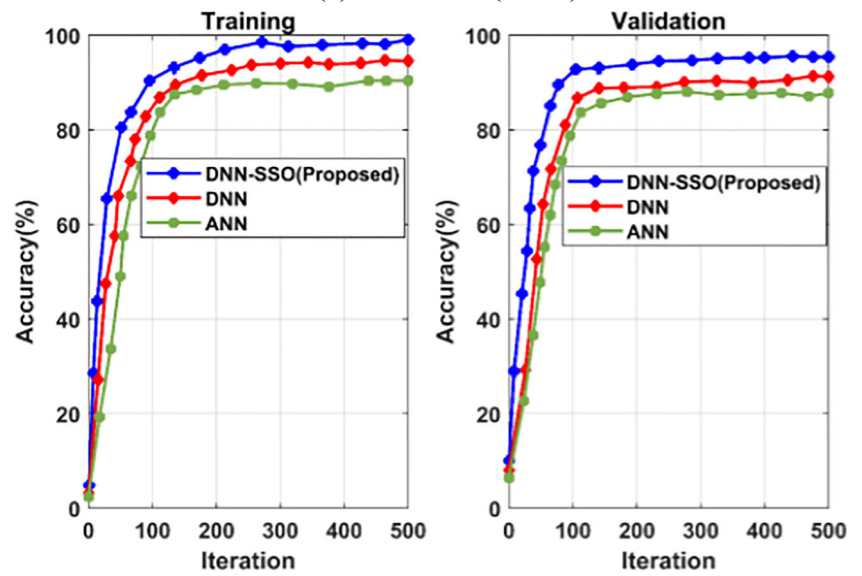 Training
Validation
100
80
60
40
20
0
Accuracy(%)
DNN-SSO(Proposed)
DNN
ANN
0 100 200 300 400 500
Iteration
100
80
60
40
20
0
Accuracy(%)
DNN-SSO(Proposed)
DNN
ANN
0 100 200 300 400 500
Iteration